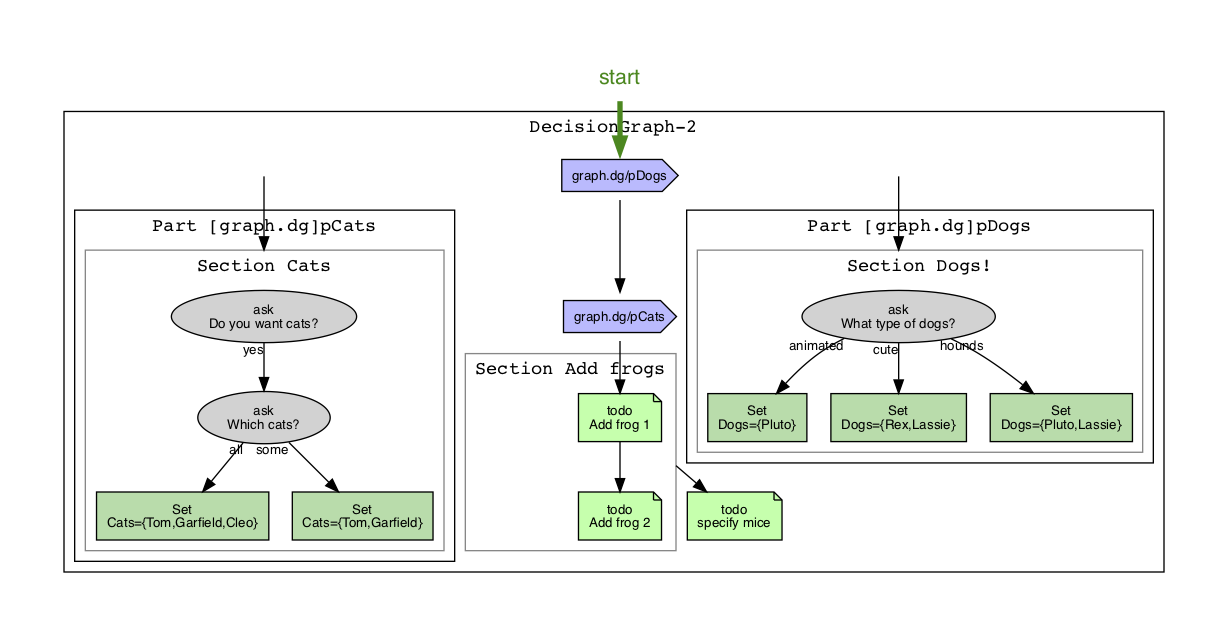 start
DecisionGraph-2
graph.dg/pDogs
Part [graph.dg]pCats
Section Cats
ask
Do you want cats?
yes
ask
Which cats?
all
some
Set
Cats={Tom,Garfield,Cleo}
Set
Cats={Tom,Garfield}
graph.dg/pCats
Section Add frogs
todo
Add frog 1
todo
Add frog 2
todo
specify mice
Part [graph.dg]pDogs
Section Dogs!
ask
What type of dogs?
animated
cute
hounds
Set
Dogs={Pluto}
Set
Dogs={Rex,Lassie}
Set
Dogs={Pluto,Lassie}